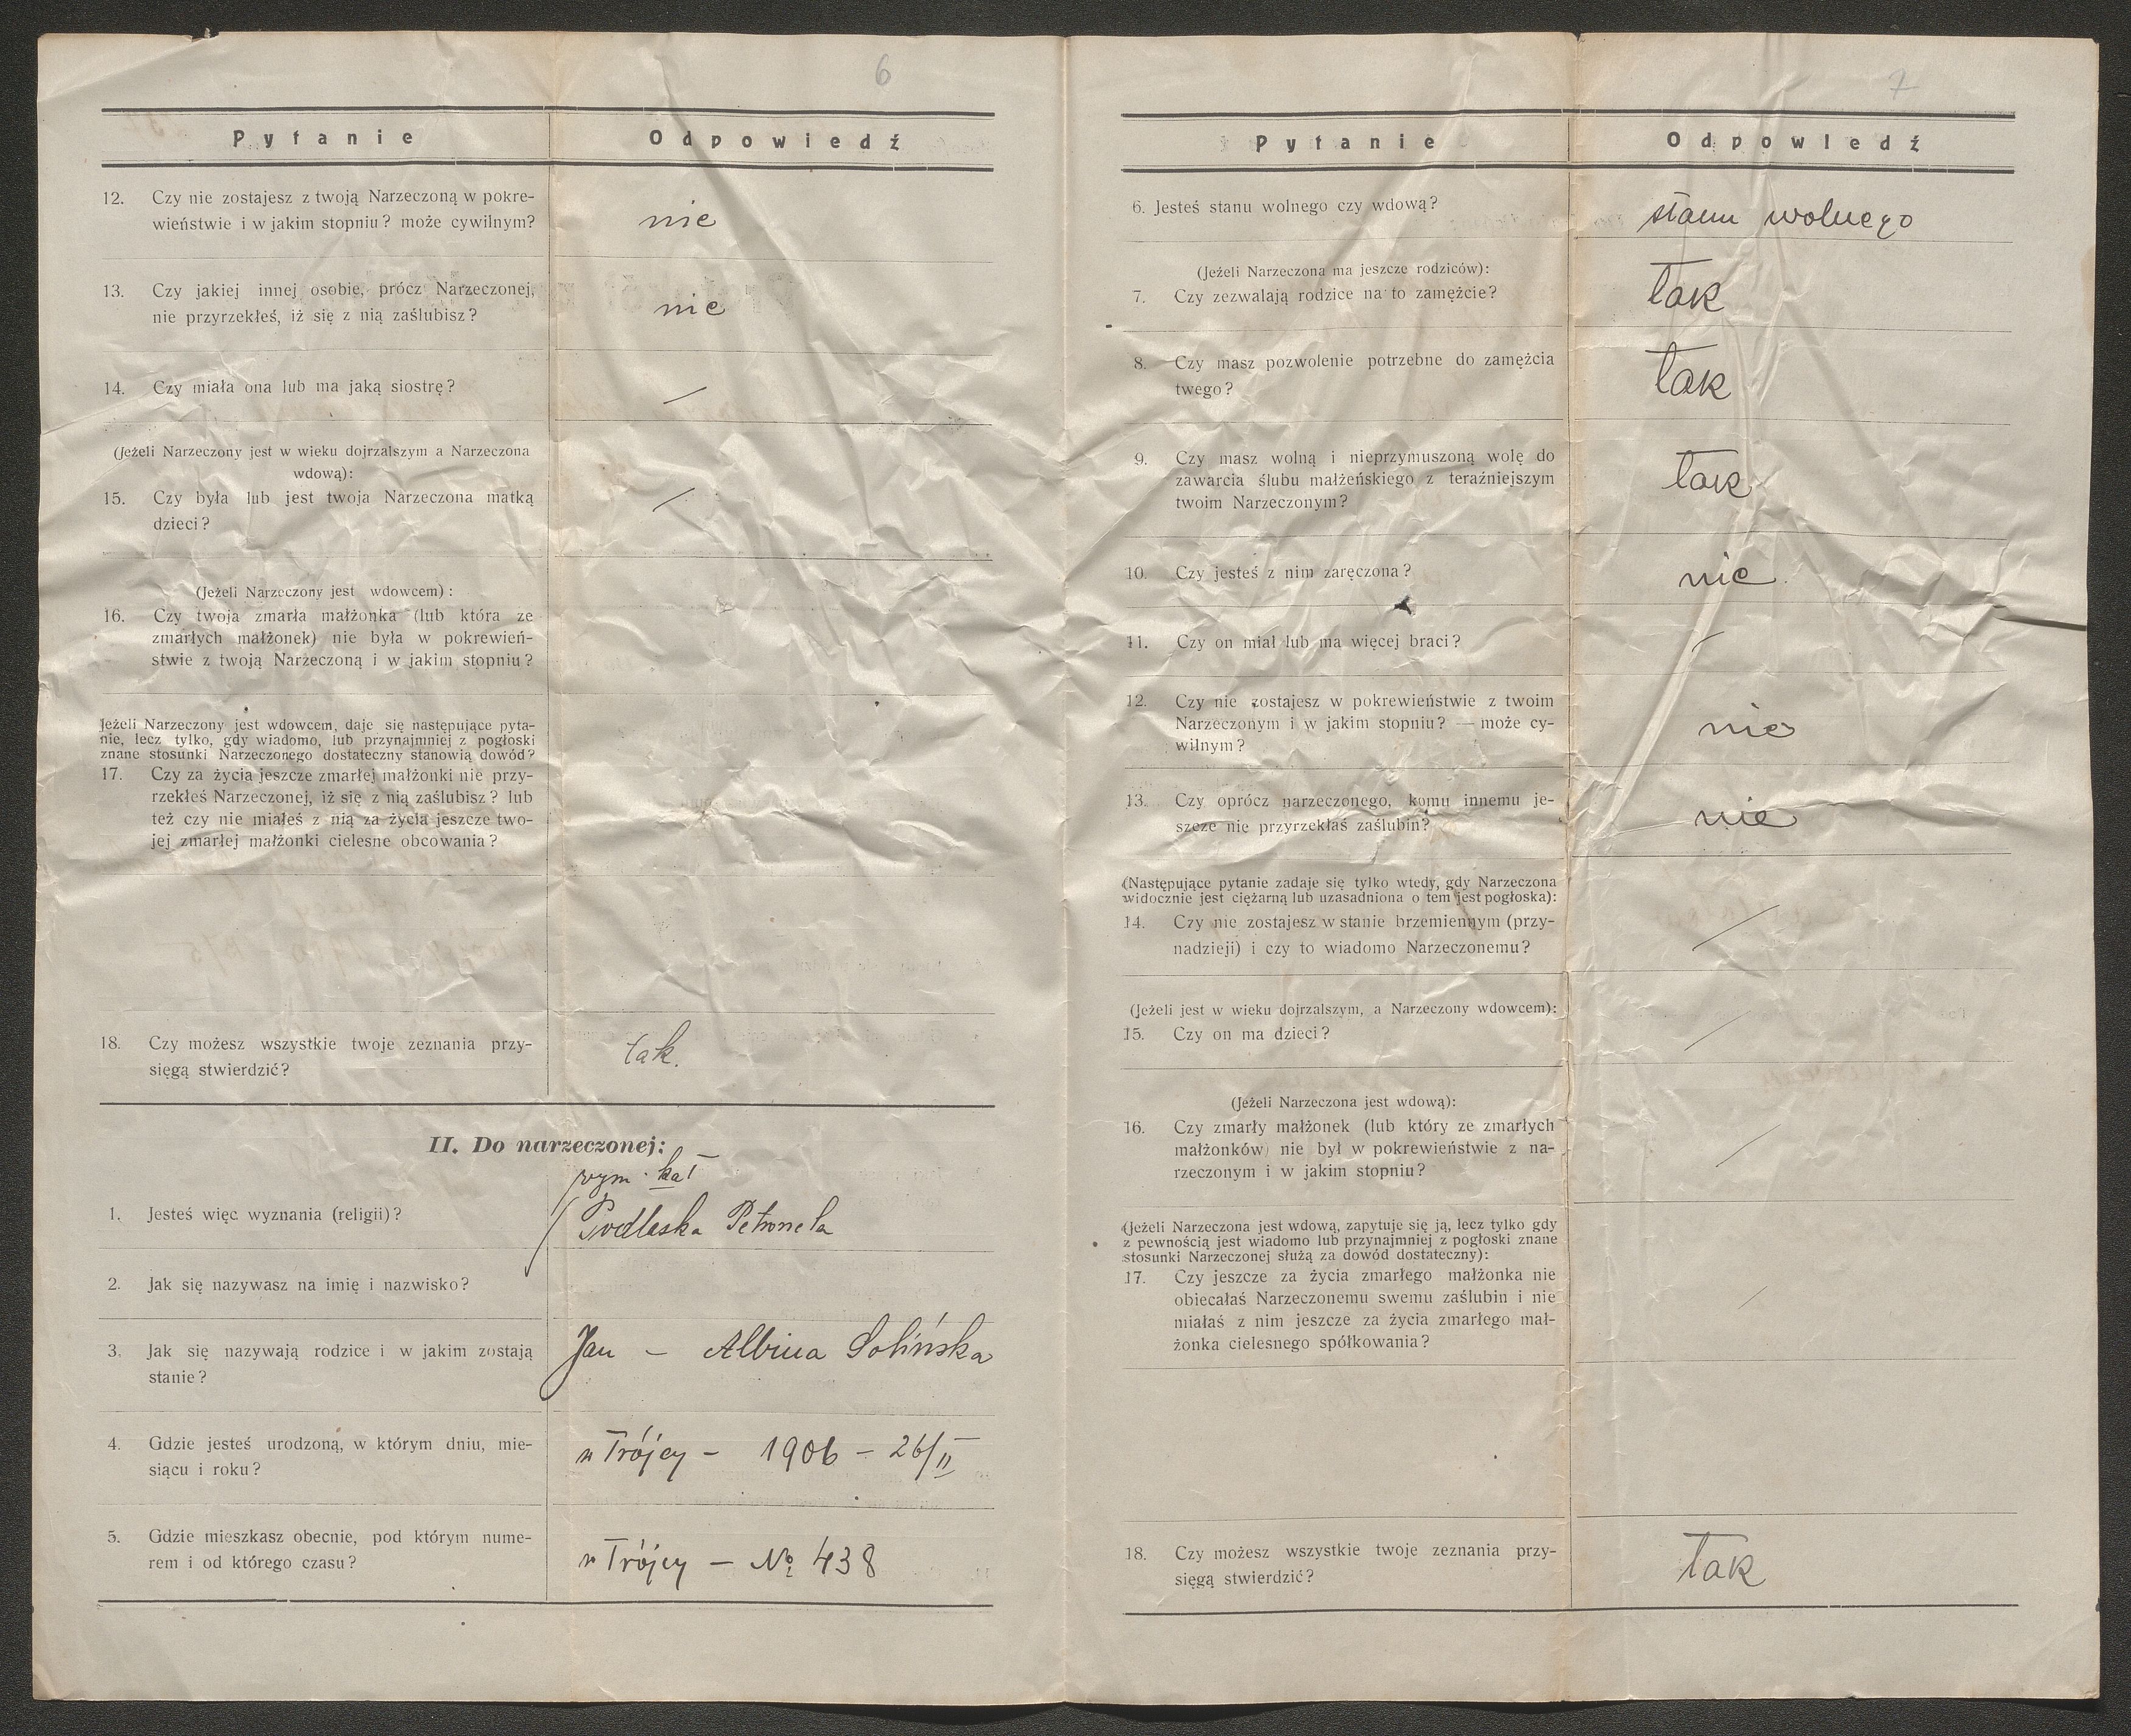 6
Pytanie Odpowiedź
12. Czy nie zostajesz z twoją Narzeczoną w pokre-
wieństwie i w jakim stopniu? może cywilnym?
nie
13. Czy jakiej innej osobie, prócz Narzeczonej,
nie przyrzekłeś, iż się z nią zaślubisz?
nie
14. Czy miała ona lub ma jaką siostrę?
/
(Jeżeli Narzeczony jest w wieku dojrzalszym a Narzeczona
wdową):
15. Czy była lub jest twoja Narzeczona matką
dzieci?
/
(Jeżeli Narzeczony jest wdowcem):
16. Czy twoja zmarła małżonka (lub która ze
zmarłych małżonek) nie była w pokrewień-
stwie z twoją Narzeczoną i w jakim stopniu?
Jeżeli Narzeczony jest wdowcem, daje się następujące pyta-
nie, lecz tylko, gdy wiadomo, lub przynajmniej z pogłoski
znane stosunki Narzeczonego dostateczny stanowią dowód?
17. Czy za życia jeszcze zmarłej małżonki nie przy-
rzekłeś Narzeczonej, iż się z nią zaślubisz? lub
też czy nie miałeś z nią za życia jeszcze two-
jej zmarłej małżonki cielesne obcowania?
18. Czy możesz wszystkie twoje zeznania przy-
sięgą stwierdzić?
tak.
II. Do narzeczonej:
rzym. kat
1. Jesteś więc wyznania (religii)?
Podlaska Petronela
2. Jak się nazywasz na imię i nazwisko?
3. Jak się nazywają rodzice i w jakim zostają
stanie?
Jan – Albina Solińska
4. Gdzie jesteś urodzoną, w którym dniu, mie-
siącu i roku?
w Trójcy – 1906 – 26/II
5. Gdzie mieszkasz obecnie, pod którym nume-
rem i od którego czasu?
w Trójcy – No 438
7
Pytanie Odpowiedź
6. Jesteś stanu wolnego czy wdową?
stanu wolnego
(Jeżeli Narzeczona ma jeszcze rodziców):
7. Czy zezwalają rodzice na to zamężcie?
tak
8. Czy masz pozwolenie potrzebne do zamężcia
twego?
tak
9. Czy masz wolną i nieprzymuszoną wolę do
zawarcia ślubu małżeńskiego z teraźniejszym
twoim Narzeczonym?
tak
10. Czy jesteś z nim zaręczona?
nie.
11. Czy on miał lub ma więcej braci?
/
12. Czy nie zostajesz w pokrewieństwie z twoim
Narzeczonym i w jakim stopniu? — może cy-
wilnym?
nie
13. Czy oprócz narzeczonego, komu innemu je-
szcze nie przyrzekłaś zaślubin?
nie
(Następujące pytanie zadaje się tylko wtedy, gdy Narzeczona
widocznie jest ciężarną lub uzasadniona o tem jest pogłoska):
14. Czy nie zostajesz w stanie brzemiennym (przy-
nadzieji) i czy to wiadomo Narzeczonemu?
/
(Jeżeli jest w wieku dojrzalszym, a Narzeczony wdowcem):
15. Czy on ma dzieci?
/
(Jeżeli Narzeczona jest wdową):
16. Czy zmarły małżonek (lub który ze zmarłych
małżonków) nie był w pokrewieństwie z na-
rzeczonym i w jakim stopniu?
/
(Jeżeli Narzeczona jest wdową, zapytuje się ją, lecz tylko gdy
z pewnością jest wiadomo lub przynajmniej z pogłoski znane
stosunki Narzeczonej służą za dowód dostateczny):
17. Czy jeszcze za życia zmarłego małżonka nie
obiecałaś Narzeczonemu swemu zaślubin i nie
miałaś z nim jeszcze za życia zmarłego mał-
żonka cielesnego spółkowania?
/
18. Czy możesz wszystkie twoje zeznania przy-
sięgą stwierdzić?
tak